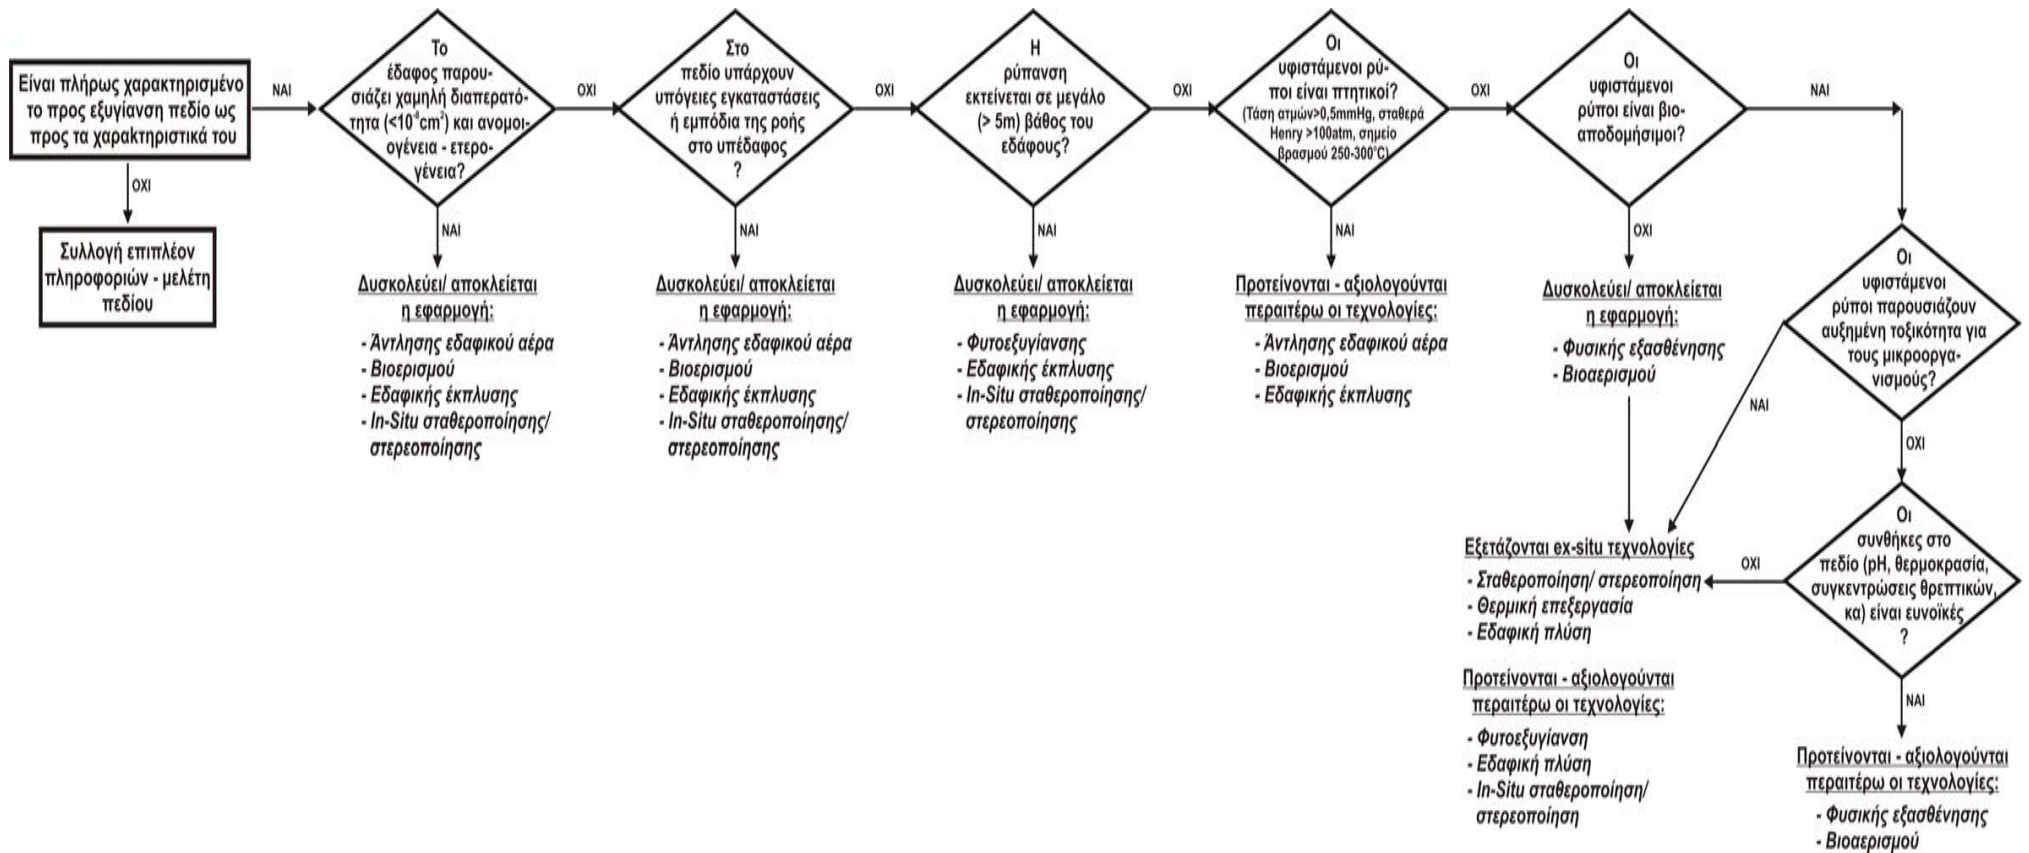 Είναι πλήρως χαρακτηρισμένο
το προς εξυγίανση πεδίο ως
προς τα χαρακτηριστικά του
ΝΑΙ
ΟΧΙ
Συλλογή επιπλέον
πληροφοριών - μελέτη
πεδίου
Το
έδαφος παρου-
σιάζει χαμηλή διαπερατό-
τητα (<10⁻⁸cm²) και ανομοι-
ογένεια - ετερο-
γένεια?
ΟΧΙ
ΝΑΙ
Δυσκολεύει/ αποκλείεται
η εφαρμογή:
- Άντλησης εδαφικού αέρα
- Βιοερισμού
- Εδαφικής έκπλυσης
- In-Situ σταθεροποίησης/
στερεοποίησης
Στο
πεδίο υπάρχουν
υπόγειες εγκαταστάσεις
ή εμπόδια της ροής
στο υπέδαφος
?
ΟΧΙ
ΝΑΙ
Δυσκολεύει/ αποκλείεται
η εφαρμογή:
- Άντλησης εδαφικού αέρα
- Βιοερισμού
- Εδαφικής έκπλυσης
- In-Situ σταθεροποίησης/
στερεοποίησης
Η
ρύπανση
εκτείνεται σε μεγάλο
(> 5m) βάθος του
εδάφους?
ΟΧΙ
ΝΑΙ
Δυσκολεύει/ αποκλείεται
η εφαρμογή:
- Φυτοεξυγίανσης
- Εδαφικής έκπλυσης
- In-Situ σταθεροποίησης/
στερεοποίησης
Οι
υφιστάμενοι ρύ-
ποι είναι πτητικοί?
(Τάση ατμών>0,5mmHg, σταθερά
Henry >100atm, σημείο
βρασμού 250-300°C)
ΟΧΙ
ΝΑΙ
Προτείνονται - αξιολογούνται
περαιτέρω οι τεχνολογίες:
- Άντλησης εδαφικού αέρα
- Βιοερισμού
- Εδαφικής έκπλυσης
Οι
υφιστάμενοι
ρύποι είναι βιο-
αποδομήσιμοι?
ΝΑΙ
ΟΧΙ
Δυσκολεύει/ αποκλείεται
η εφαρμογή:
- Φυσικής εξασθένησης
- Βιοαερισμού
Οι
υφιστάμενοι
ρύποι παρουσιάζουν
αυξημένη τοξικότητα για
τους μικροοργα-
νισμούς?
ΝΑΙ
ΟΧΙ
Οι
συνθήκες στο
πεδίο (pH, θερμοκρασία,
συγκεντρώσεις θρεπτικών,
κα) είναι ευνοϊκές
?
ΟΧΙ
ΝΑΙ
Εξετάζονται ex-situ τεχνολογίες
- Σταθεροποίηση/ στερεοποίηση
- Θερμική επεξεργασία
- Εδαφική πλύση
Προτείνονται - αξιολογούνται
περαιτέρω οι τεχνολογίες:
- Φυτοεξυγίανση
- Εδαφική πλύση
- In-Situ σταθεροποίηση/
στερεοποίηση
Προτείνονται - αξιολογούνται
περαιτέρω οι τεχνολογίες:
- Φυσικής εξασθένησης
- Βιοαερισμού